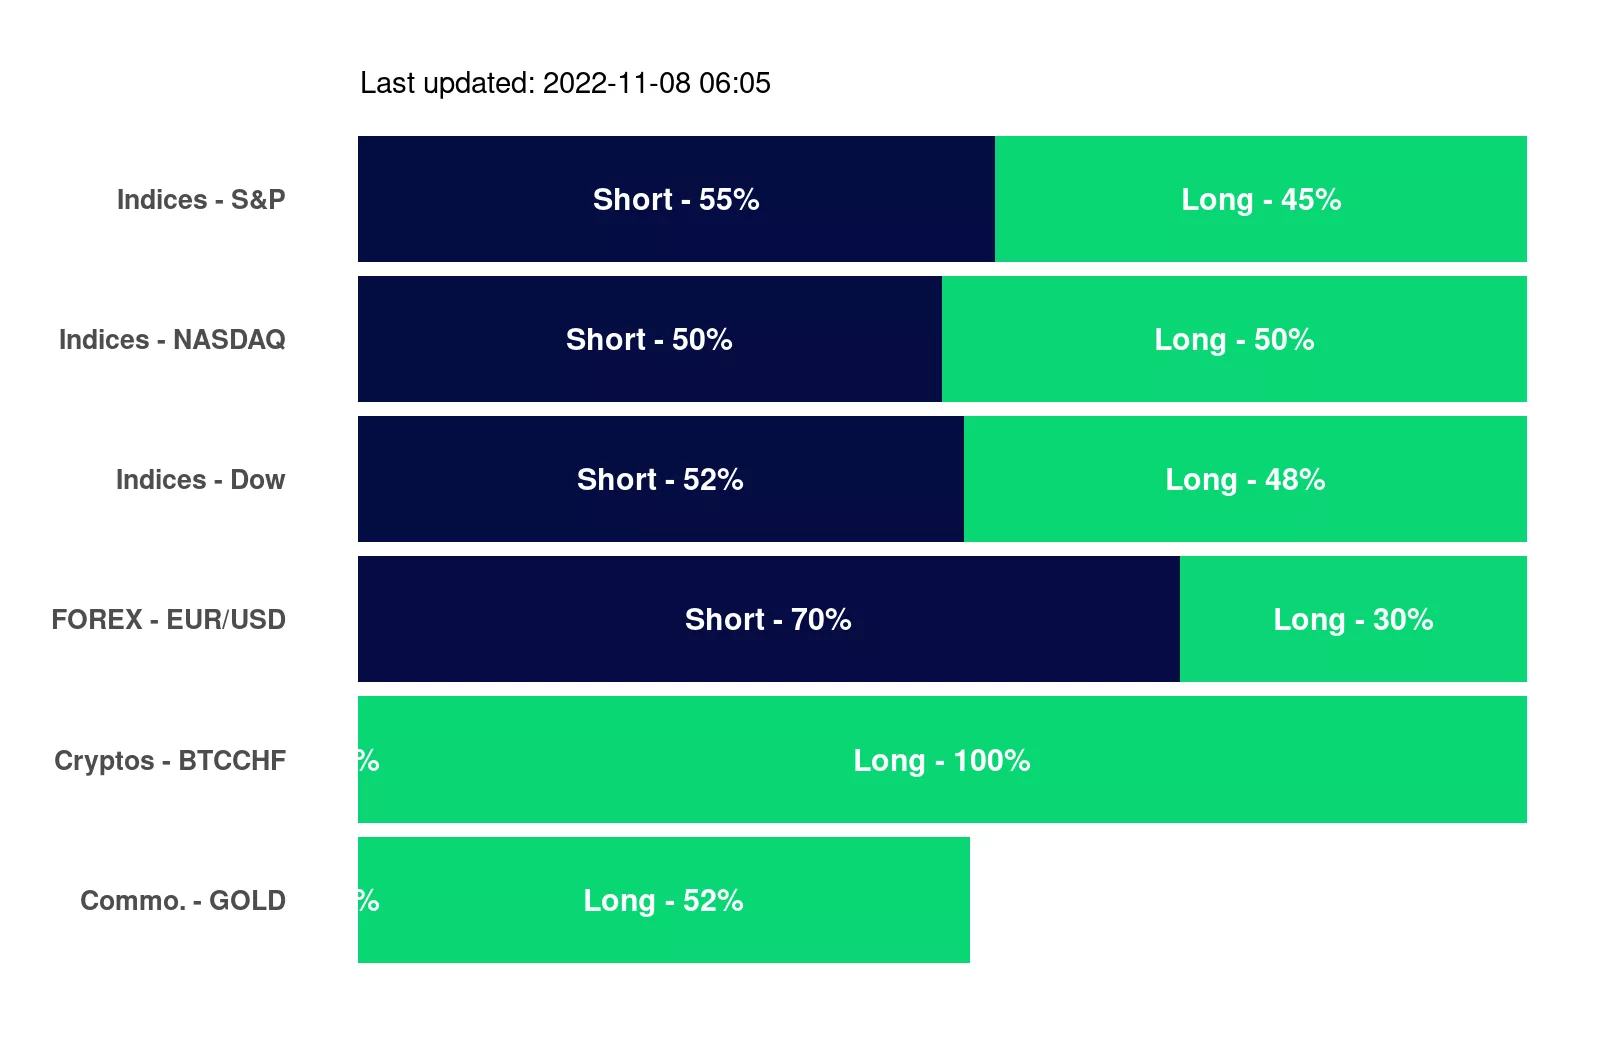 Last updated: 2022-11-08 06:05
Indices - S&P Short - 55% Long - 45%
Indices - NASDAQ Short - 50% Long - 50%
Indices - Dow Short - 52% Long - 48%
FOREX - EUR/USD Short - 70% Long - 30%
Cryptos - BTCCHF % Long - 100%
Commo. - GOLD % Long - 52%